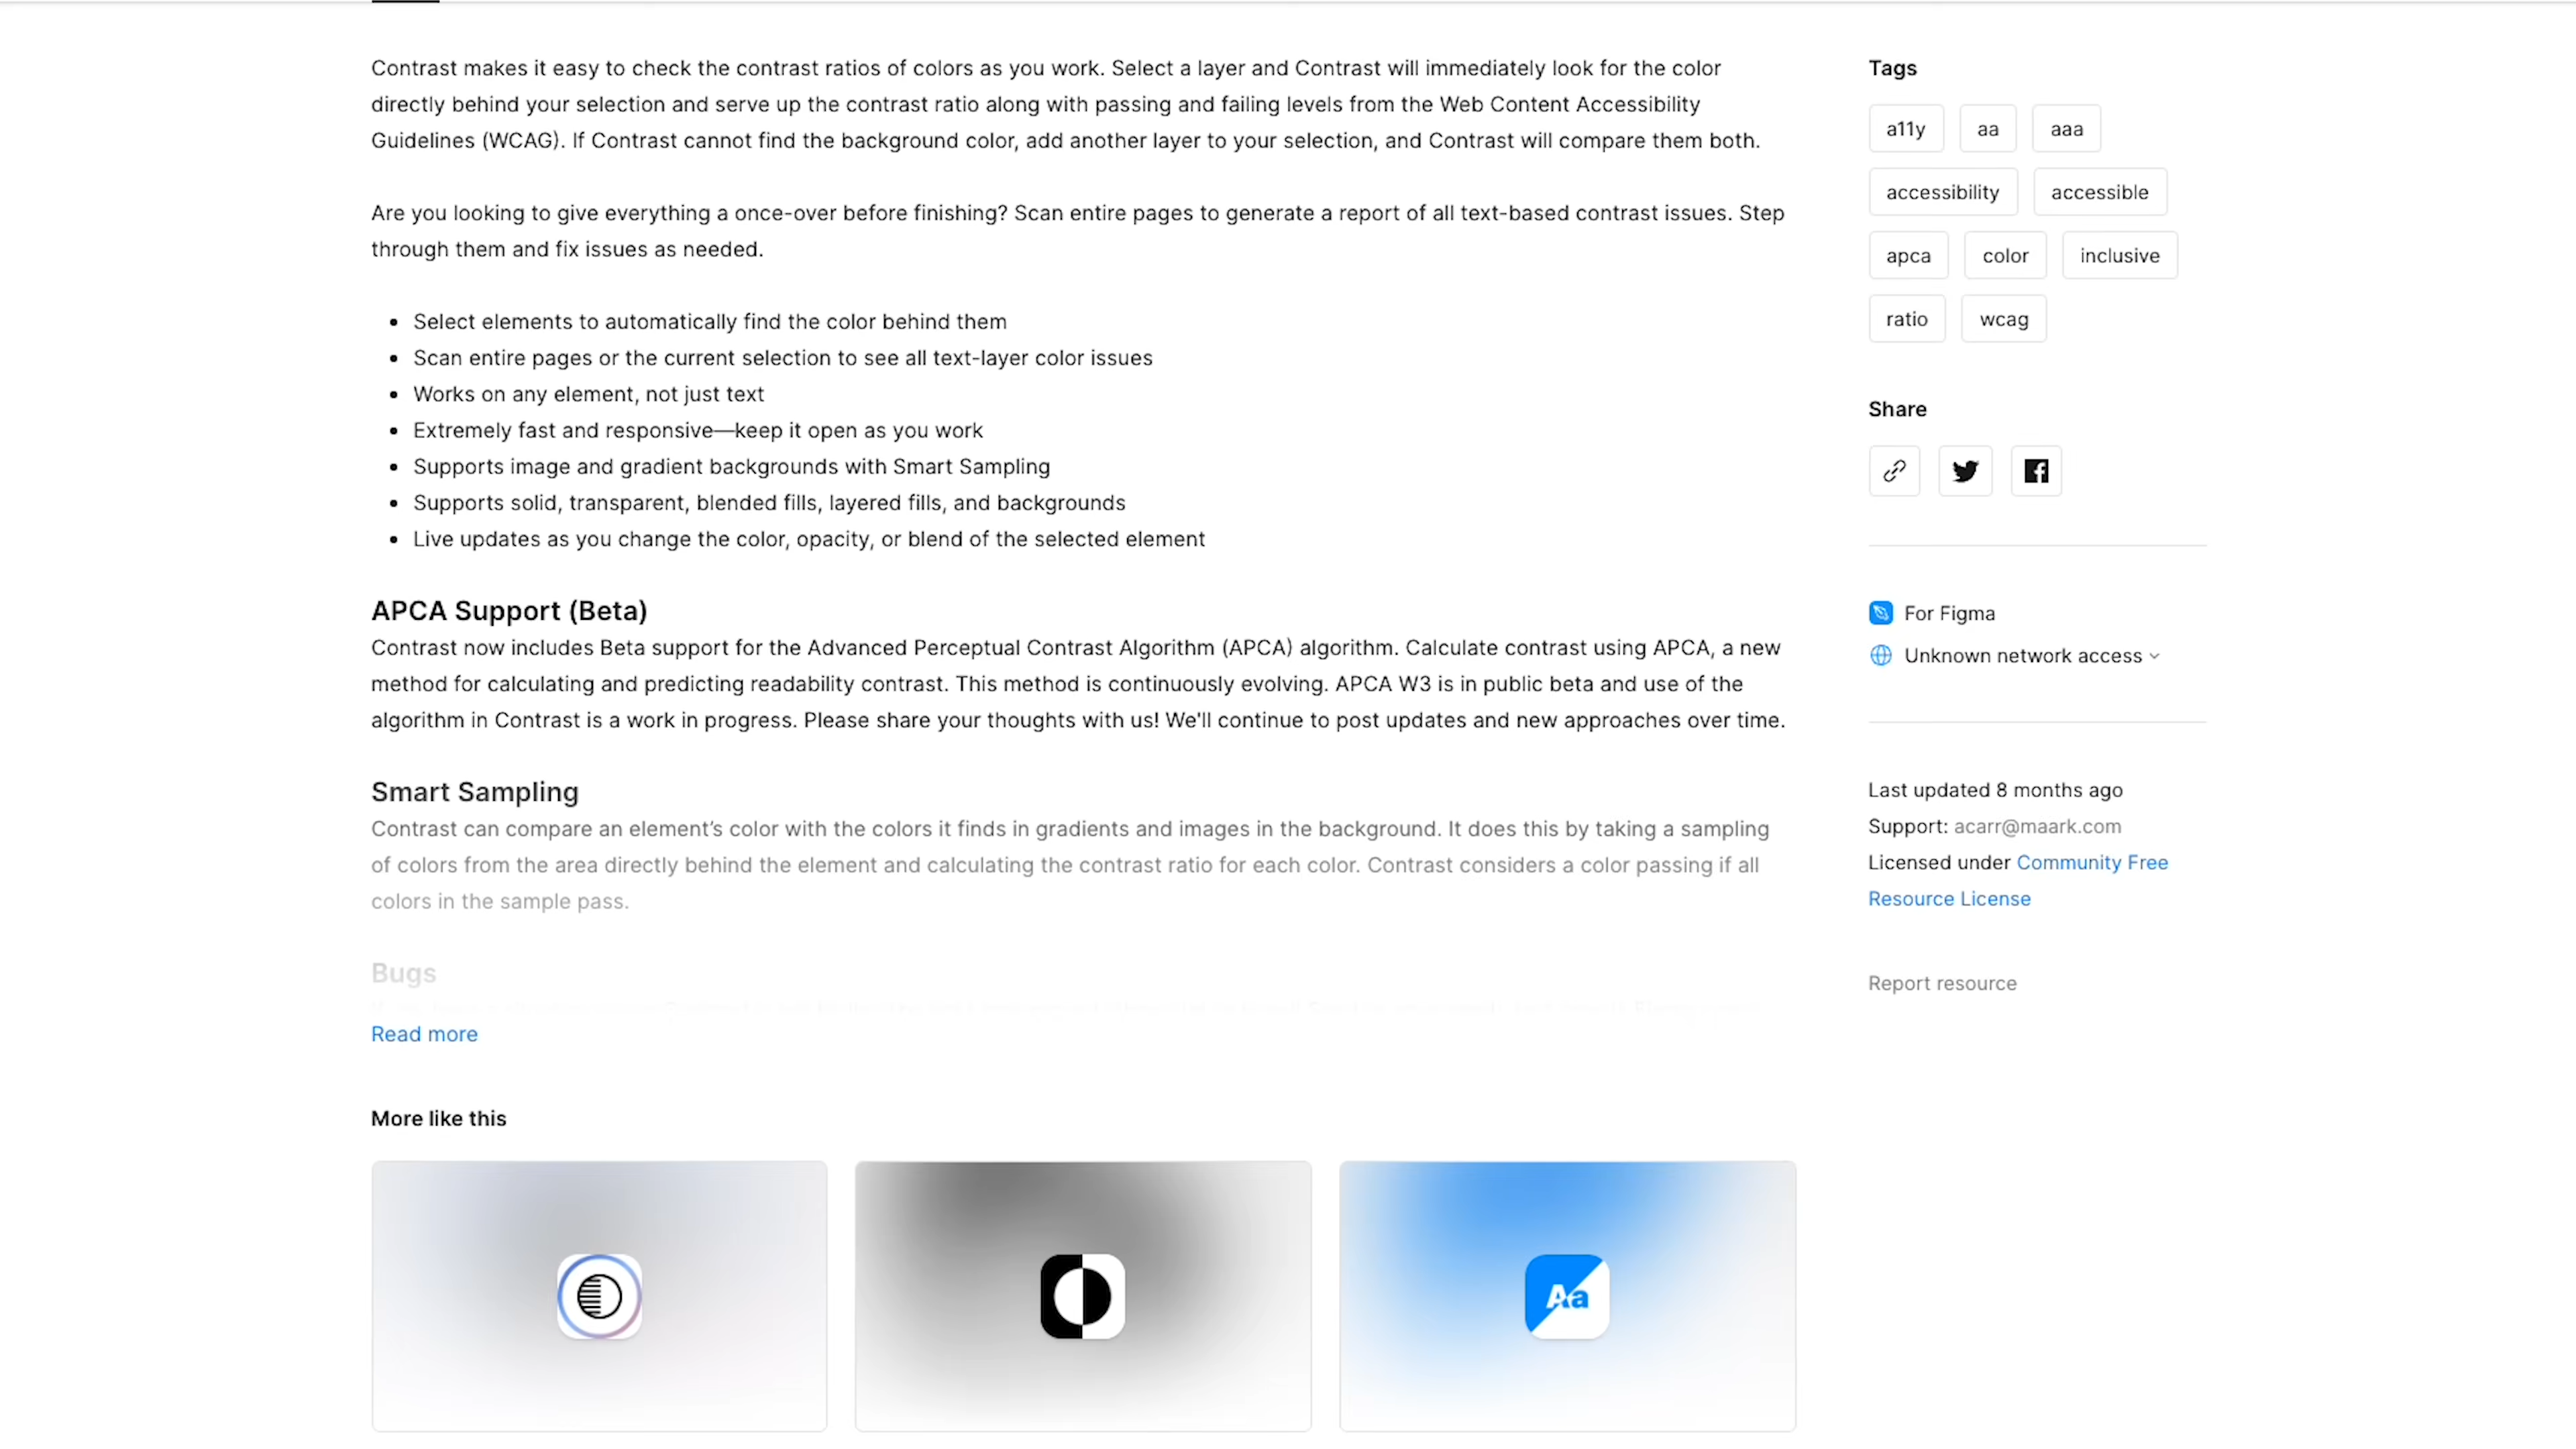 Contrast makes it easy to check the contrast ratios of colors as you work. Select a layer and Contrast will immediately look for the color
directly behind your selection and serve up the contrast ratio along with passing and failing levels from the Web Content Accessibility
Guidelines (WCAG). If Contrast cannot find the background color, add another layer to your selection, and Contrast will compare them both.
Are you looking to give everything a once-over before finishing? Scan entire pages to generate a report of all text-based contrast issues. Step
through them and fix issues as needed.
• Select elements to automatically find the color behind them
• Scan entire pages or the current selection to see all text-layer color issues
• Works on any element, not just text
• Extremely fast and responsive—keep it open as you work
• Supports image and gradient backgrounds with Smart Sampling
• Supports solid, transparent, blended fills, layered fills, and backgrounds
• Live updates as you change the color, opacity, or blend of the selected element
APCA Support (Beta)
Contrast now includes Beta support for the Advanced Perceptual Contrast Algorithm (APCA) algorithm. Calculate contrast using APCA, a new
method for calculating and predicting readability contrast. This method is continuously evolving. APCA W3 is in public beta and use of the
algorithm in Contrast is a work in progress. Please share your thoughts with us! We'll continue to post updates and new approaches over time.
Smart Sampling
Contrast can compare an element’s color with the colors it finds in gradients and images in the background. It does this by taking a sampling
of colors from the area directly behind the element and calculating the contrast ratio for each color. Contrast considers a color passing if all
colors in the sample pass.
Bugs
Read more
More like this
Aa
Tags
a11y aa aaa
accessibility accessible
apca color inclusive
ratio wcag
Share
For Figma
Unknown network access
Last updated 8 months ago
Support: acarr@maark.com
Licensed under Community Free
Resource License
Report resource